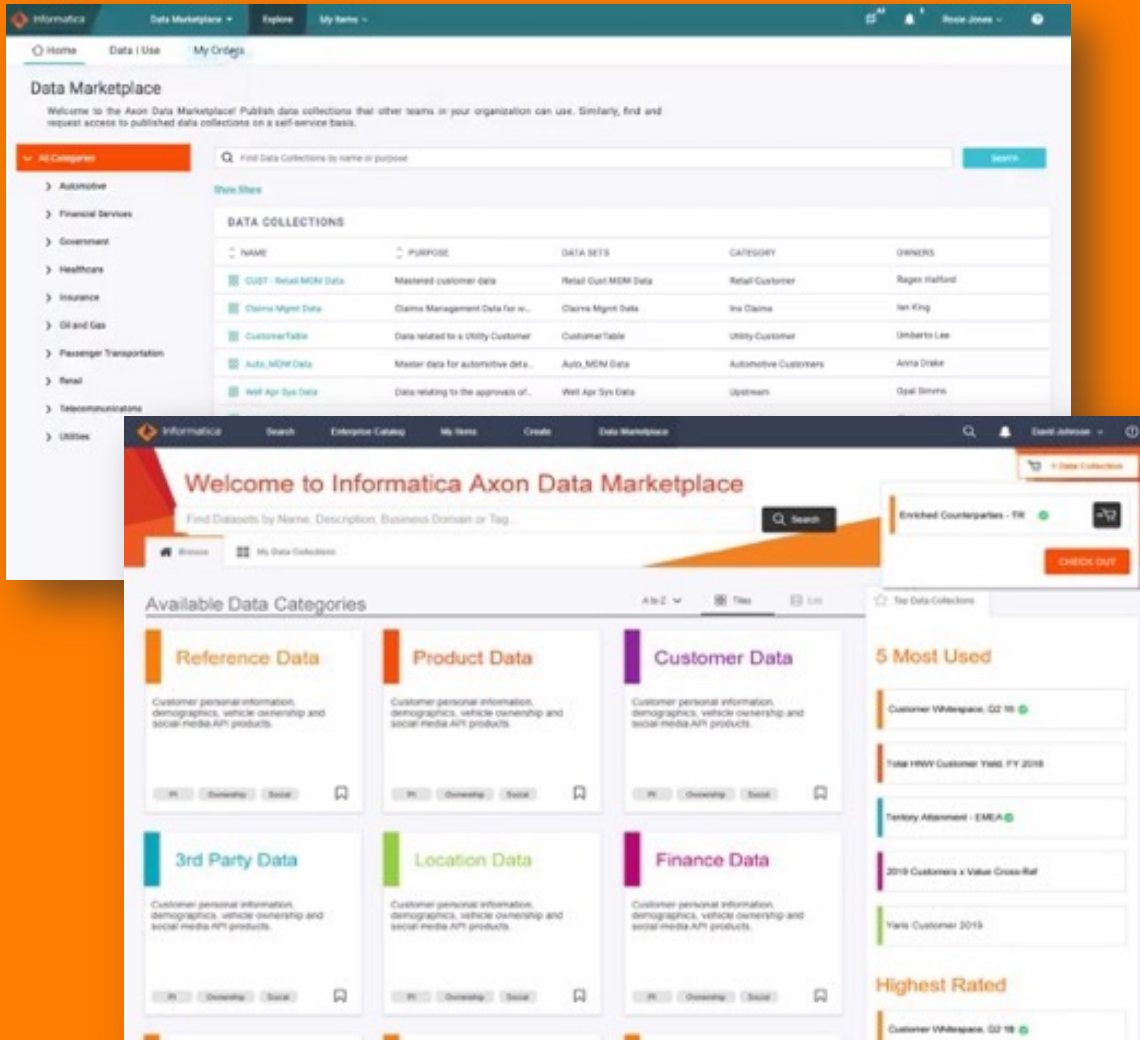 Informatica
Data Marketplace
Explore
My Items
Rosie Jones
Home
Data I Use
My Orders
Data Marketplace
Welcome to the Axon Data Marketplace! Publish data collections that other teams in your organization can use. Similarly, find and
request access to published data collections on a self-service basis.
All Categories
Automotive
Financial Services
Government
Healthcare
Insurance
Oil and Gas
Passenger Transportation
Retail
Telecommunicatons
Utilities
Find Data Collections by name or purpose
Search
Show filters
DATA COLLECTIONS
NAME PURPOSE DATA SETS CATEGORY OWNERS
CUST - Retail MDM Data Mastered customer data Retail Cust MDM Data Retail Customer Ragen Halford
Claims Mgmt Data Claims Management Data for Claims Mgmt Data Ins Claims Ian King
CustomerTable Data related to a Utility Customer CustomerTable Utility Customer Umberto Lee
Auto_MDM Data Master data for automotive deta... Auto_MDM Data Automotive Customers Anna Drake
Well Apr Sys Data Data relating to the approvals of... Well Apr Sys Data Upstream Opal Simms
Informatica
Search
Enterprise Catalog
My Items
Create
Data Marketplace
David Johnson
1 Data Collection
Welcome to Informatica Axon Data Marketplace
Find Datasets by Name, Description, Business Domain or Tag...
Search
Enriched Counterparties - TR
CHECK OUT
Browse
My Data Collections
Available Data Categories
A to Z
Tiles
List
Reference Data
Customer personal information,
demographics, vehicle ownership and
social media API products.
PI Ownership Social
Product Data
Customer personal information,
demographics, vehicle ownership and
social media API products.
PI Ownership Social
Customer Data
Customer personal information,
demographics, vehicle ownership and
social media API products.
PI Ownership Social
3rd Party Data
Customer personal information,
demographics, vehicle ownership and
social media API products.
PI Ownership Social
Location Data
Customer personal information,
demographics, vehicle ownership and
social media API products.
PI Ownership Social
Finance Data
Customer personal information,
demographics, vehicle ownership and
social media API products.
PI Ownership Social
Top Data Collections
5 Most Used
Customer Whitespace, Q2
Total HNW Customer Yield, FY 2018
Territory Attainment - EMEA
2019 Customers x Value Cross-Ref
Yaris Customer 2019
Highest Rated
Customer Whitespace, Q2